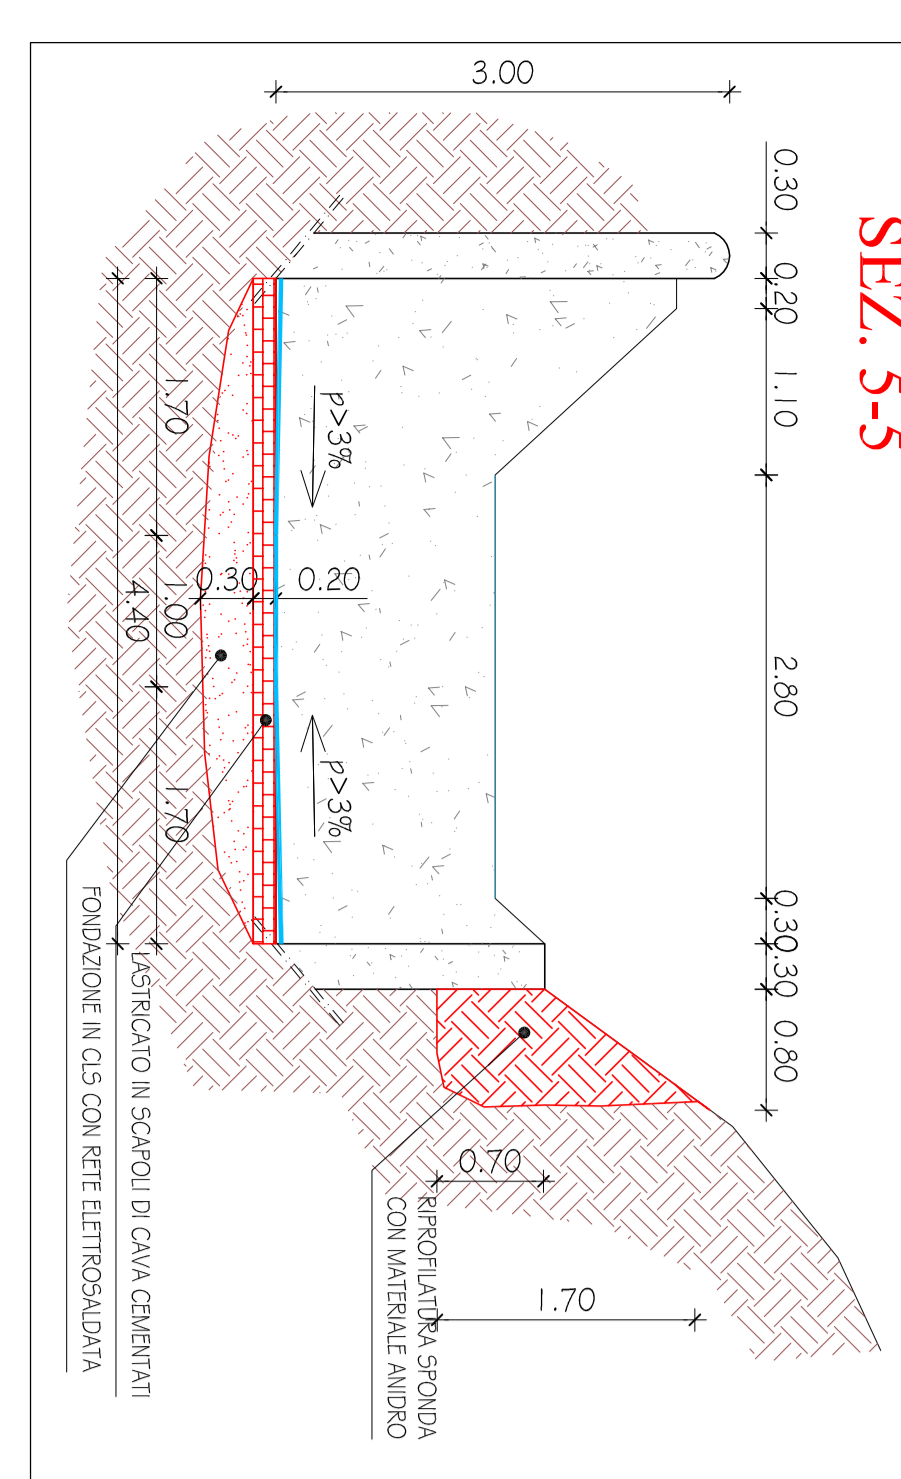 SEZ. 5-5
3.00
0.30
0.20
1.10
2.80
0.30
0.30
0.80
p>3%
p>3%
0.30
0.20
1.70
1.00
1.70
4.40
0.70
1.70
RIPROFILATURA SPONDA
CON MATERIALE ANIDRO
LASTRICATO IN SCAPOLI DI CAVA CEMENTATI
FONDAZIONE IN CLS CON RETE ELETTROSALDATA